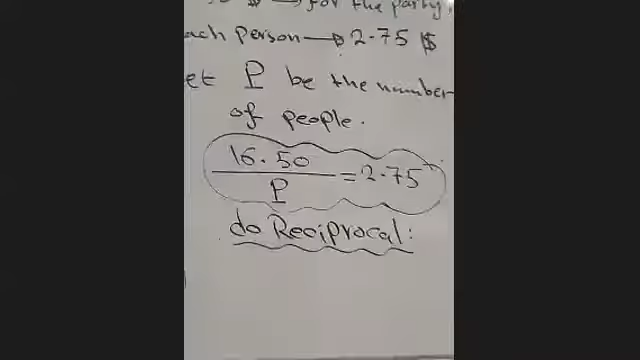 $ → for the party.
ach person → 2.75 $
et P be the number
of people.
16.50 / P = 2.75
do Reciprocal: